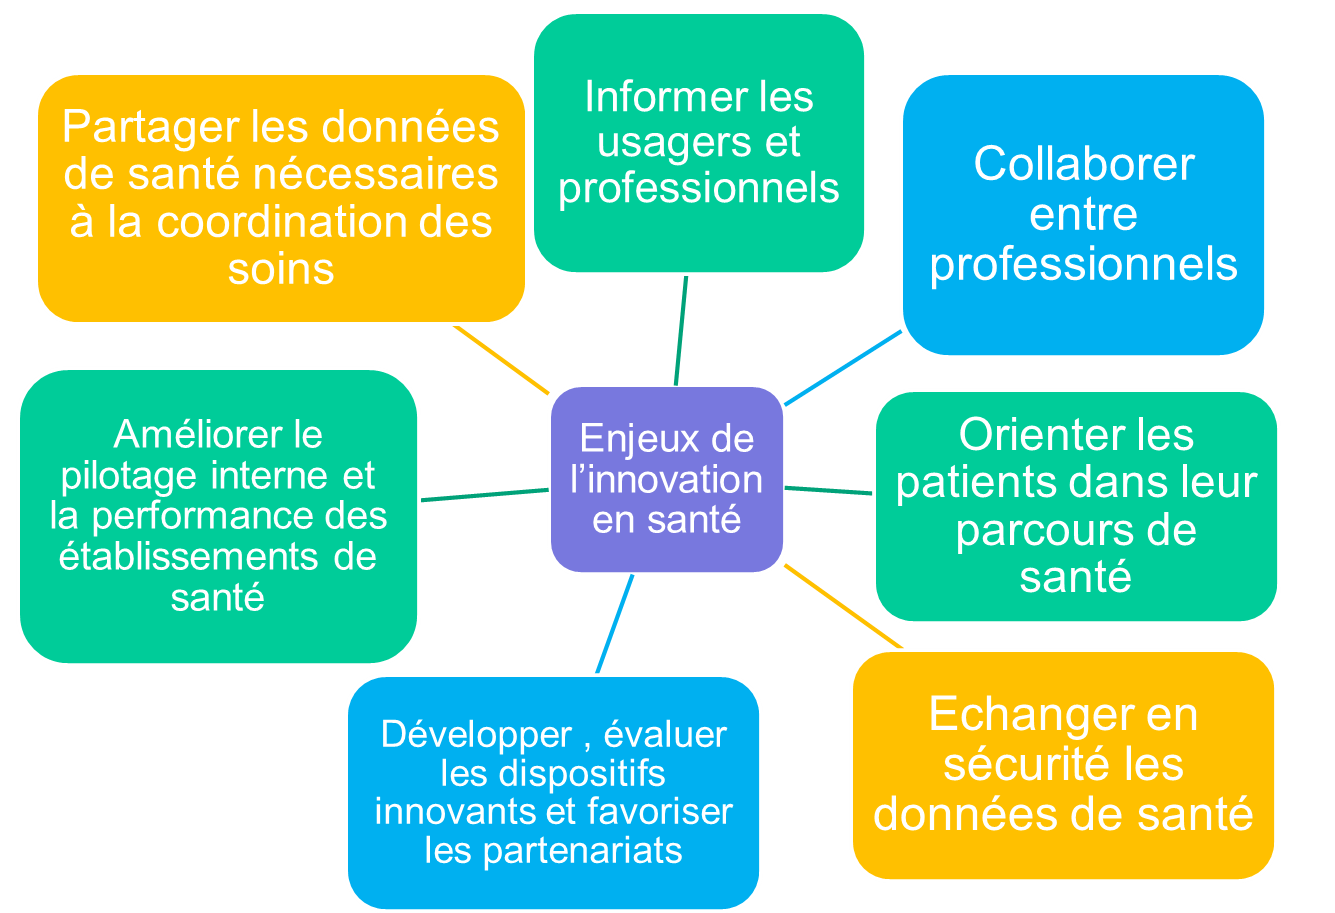 Informer les
usagers et
professionnels
Partager les données
de santé nécessaires
à la coordination des
soins
Collaborer
entre
professionnels
Améliorer le
pilotage interne et
la performance des
établissements de
santé
Enjeux de
l’innovation
en santé
Orienter les
patients dans leur
parcours de
santé
Développer , évaluer
les dispositifs
innovants et favoriser
les partenariats
Echanger en
sécurité les
données de santé